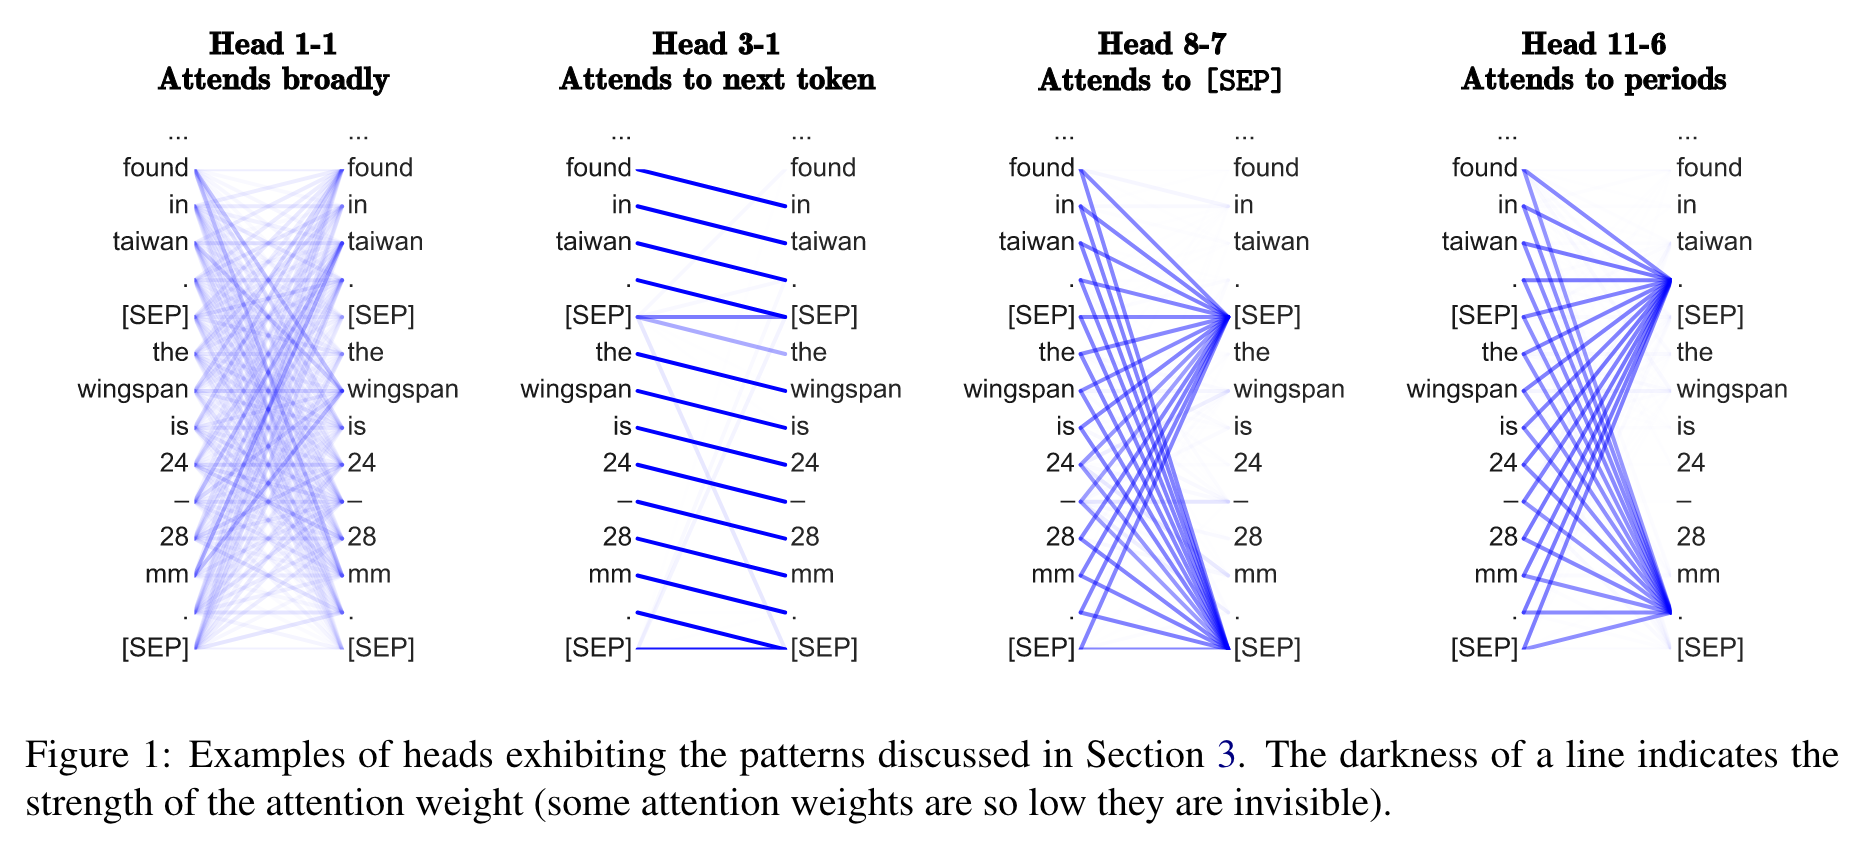 Head 1-1 Head 3-1 Head 8-7 Head 11-6
Attends broadly Attends to next token Attends to [SEP] Attends to periods
... ... ... ... ... ... ... ...
found found found found found found found found
in in in in in in in in
taiwan taiwan taiwan taiwan taiwan taiwan taiwan taiwan
. . . . . . . .
[SEP] [SEP] [SEP] [SEP] [SEP] [SEP] [SEP] [SEP]
the the the the the the the the
wingspan wingspan wingspan wingspan wingspan wingspan wingspan wingspan
is is is is is is is is
24 24 24 24 24 24 24 24
– – – – – – – –
28 28 28 28 28 28 28 28
mm mm mm mm mm mm mm mm
. . . . . . . .
[SEP] [SEP] [SEP] [SEP] [SEP] [SEP] [SEP] [SEP]
Figure 1: Examples of heads exhibiting the patterns discussed in Section 3. The darkness of a line indicates the
strength of the attention weight (some attention weights are so low they are invisible).